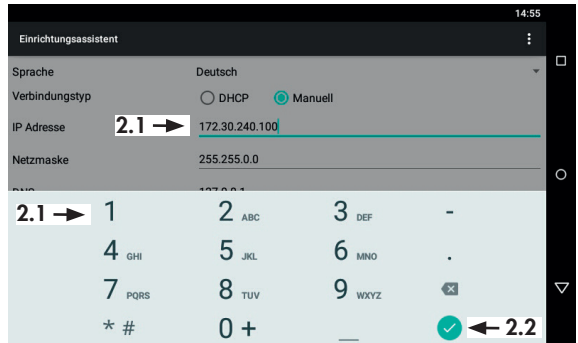 14:55
Einrichtungsassistent
Sprache Deutsch
Verbindungstyp DHCP Manuell
IP Adresse 2.1 172.30.240.100
Netzmaske 255.255.0.0
2.1 1 2 ABC 3 DEF -
4 GHI 5 JKL 6 MNO .
7 PQRS 8 TUV 9 WXYZ
* # 0 + _ 2.2